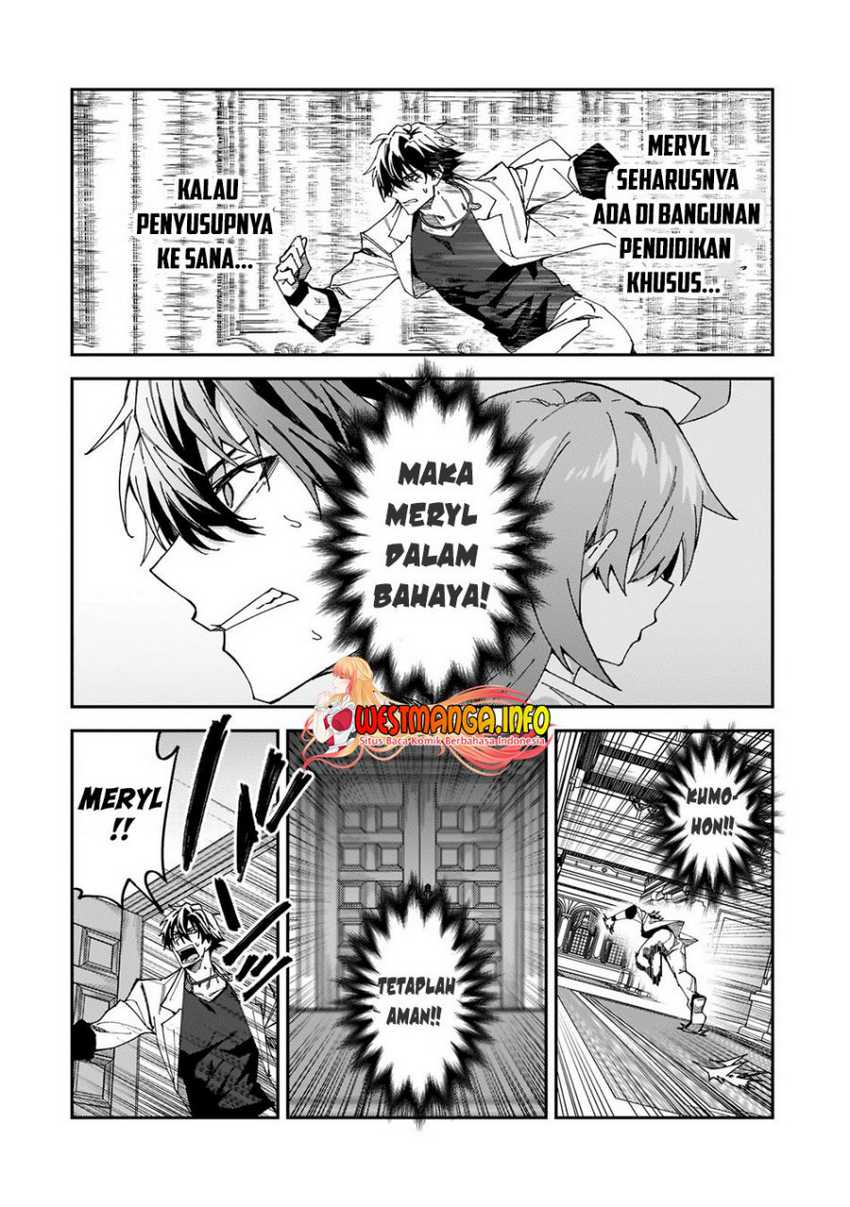 MERYL
SEHARUSNYA
ADA DI BANGUNAN
PENDIDIKAN
KHUSUS...
KALAU
PENYUSUPNYA
KE SANA...
MAKA
MERYL
DALAM
BAHAYA!
WESTMANGA.INFO
Situs Baca Komik Berbahasa Indonesia
KUMO-
HON!!
TETAPLAH
AMAN!!
MERYL
!!